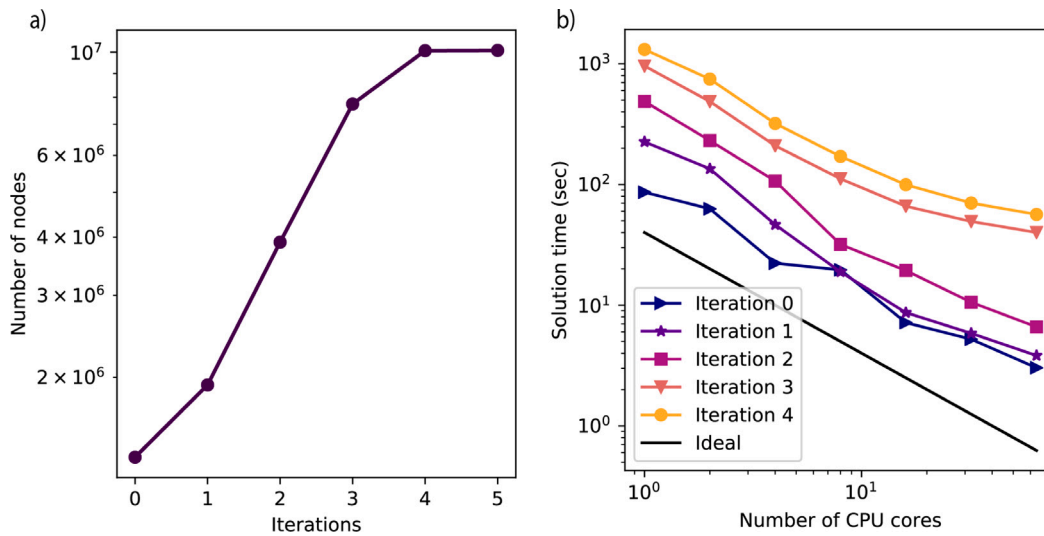 a)
Number of nodes
10⁷
6 × 10⁶
4 × 10⁶
3 × 10⁶
2 × 10⁶
0 1 2 3 4 5
Iterations
b)
Solution time (sec)
10³
10²
10¹
10⁰
Iteration 0
Iteration 1
Iteration 2
Iteration 3
Iteration 4
Ideal
10⁰ 10¹
Number of CPU cores